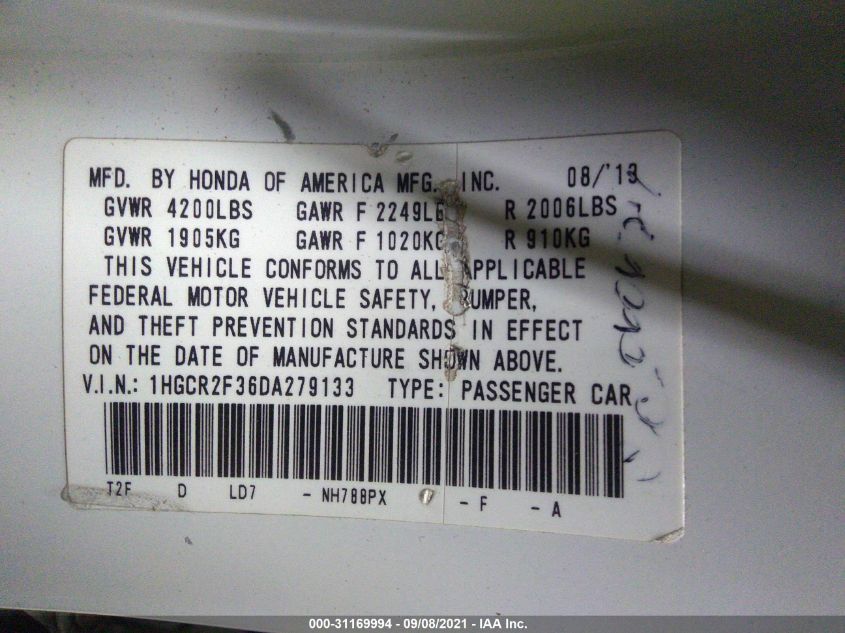 MFD. BY HONDA OF AMERICA MFG. INC. 08/'13
GVWR 4200LBS GAWR F 2249LB R 2006LBS
GVWR 1905KG GAWR F 1020KG R 910KG
THIS VEHICLE CONFORMS TO ALL APPLICABLE
FEDERAL MOTOR VEHICLE SAFETY, BUMPER,
AND THEFT PREVENTION STANDARDS IN EFFECT
ON THE DATE OF MANUFACTURE SHOWN ABOVE.
V.I.N.: 1HGCR2F36DA279133 TYPE: PASSENGER CAR
T2F D LD7 - NH788PX - F - A
000-31169994 - 09/08/2021 - IAA Inc.